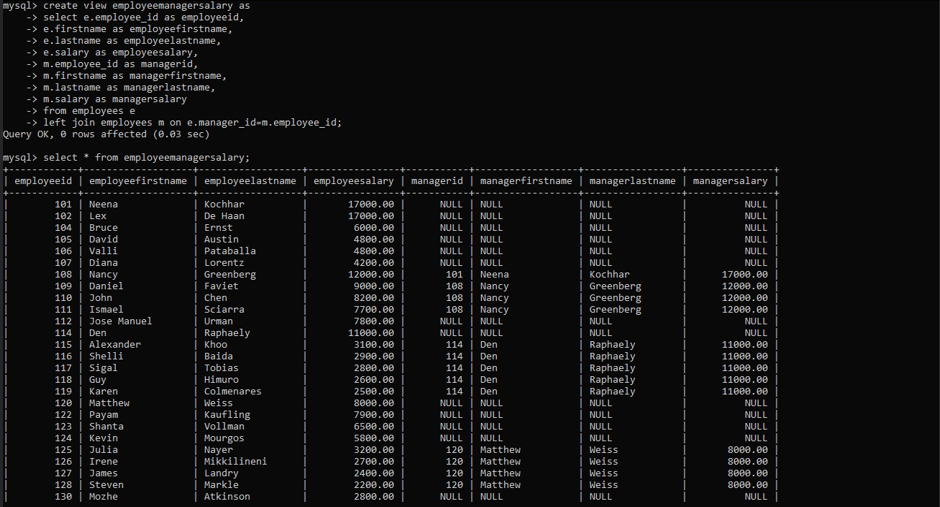 mysql> create view employeemanagersalary as
    -> select e.employee_id as employeeid,
    -> e.firstname as employeefirstname,
    -> e.lastname as employeelastname,
    -> e.salary as employeesalary,
    -> m.employee_id as managerid,
    -> m.firstname as managerfirstname,
    -> m.lastname as managerlastname,
    -> m.salary as managersalary
    -> from employees e
    -> left join employees m on e.manager_id=m.employee_id;
Query OK, 0 rows affected (0.03 sec)
mysql> select * from employeemanagersalary;
| employeeid | employeefirstname | employeelastname | employeesalary | managerid | managerfirstname | managerlastname | managersalary |
| 101 | Neena | Kochhar | 17000.00 | NULL | NULL | NULL | NULL |
| 102 | Lex | De Haan | 17000.00 | NULL | NULL | NULL | NULL |
| 104 | Bruce | Ernst | 6000.00 | NULL | NULL | NULL | NULL |
| 105 | David | Austin | 4800.00 | NULL | NULL | NULL | NULL |
| 106 | Valli | Pataballa | 4800.00 | NULL | NULL | NULL | NULL |
| 107 | Diana | Lorentz | 4200.00 | NULL | NULL | NULL | NULL |
| 108 | Nancy | Greenberg | 12000.00 | 101 | Neena | Kochhar | 17000.00 |
| 109 | Daniel | Faviet | 9000.00 | 108 | Nancy | Greenberg | 12000.00 |
| 110 | John | Chen | 8200.00 | 108 | Nancy | Greenberg | 12000.00 |
| 111 | Ismael | Sciarra | 7700.00 | 108 | Nancy | Greenberg | 12000.00 |
| 112 | Jose Manuel | Urman | 7800.00 | NULL | NULL | NULL | NULL |
| 114 | Den | Raphaely | 11000.00 | NULL | NULL | NULL | NULL |
| 115 | Alexander | Khoo | 3100.00 | 114 | Den | Raphaely | 11000.00 |
| 116 | Shelli | Baida | 2900.00 | 114 | Den | Raphaely | 11000.00 |
| 117 | Sigal | Tobias | 2800.00 | 114 | Den | Raphaely | 11000.00 |
| 118 | Guy | Himuro | 2600.00 | 114 | Den | Raphaely | 11000.00 |
| 119 | Karen | Colmenares | 2500.00 | 114 | Den | Raphaely | 11000.00 |
| 120 | Matthew | Weiss | 8000.00 | NULL | NULL | NULL | NULL |
| 122 | Payam | Kaufling | 7900.00 | NULL | NULL | NULL | NULL |
| 123 | Shanta | Vollman | 6500.00 | NULL | NULL | NULL | NULL |
| 124 | Kevin | Mourgos | 5800.00 | NULL | NULL | NULL | NULL |
| 125 | Julia | Nayer | 3200.00 | 120 | Matthew | Weiss | 8000.00 |
| 126 | Irene | Mikkilineni | 2700.00 | 120 | Matthew | Weiss | 8000.00 |
| 127 | James | Landry | 2400.00 | 120 | Matthew | Weiss | 8000.00 |
| 128 | Steven | Markle | 2200.00 | 120 | Matthew | Weiss | 8000.00 |
| 130 | Mozhe | Atkinson | 2800.00 | NULL | NULL | NULL | NULL |